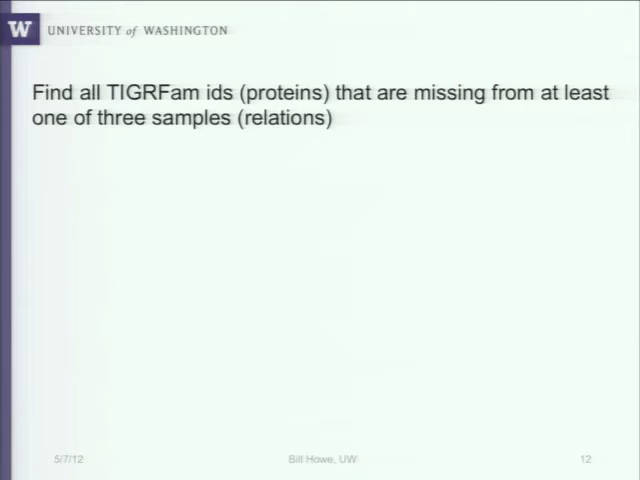 W UNIVERSITY of WASHINGTON
Find all TIGRFam ids (proteins) that are missing from at least
one of three samples (relations)
5/7/12 Bill Howe, UW 12